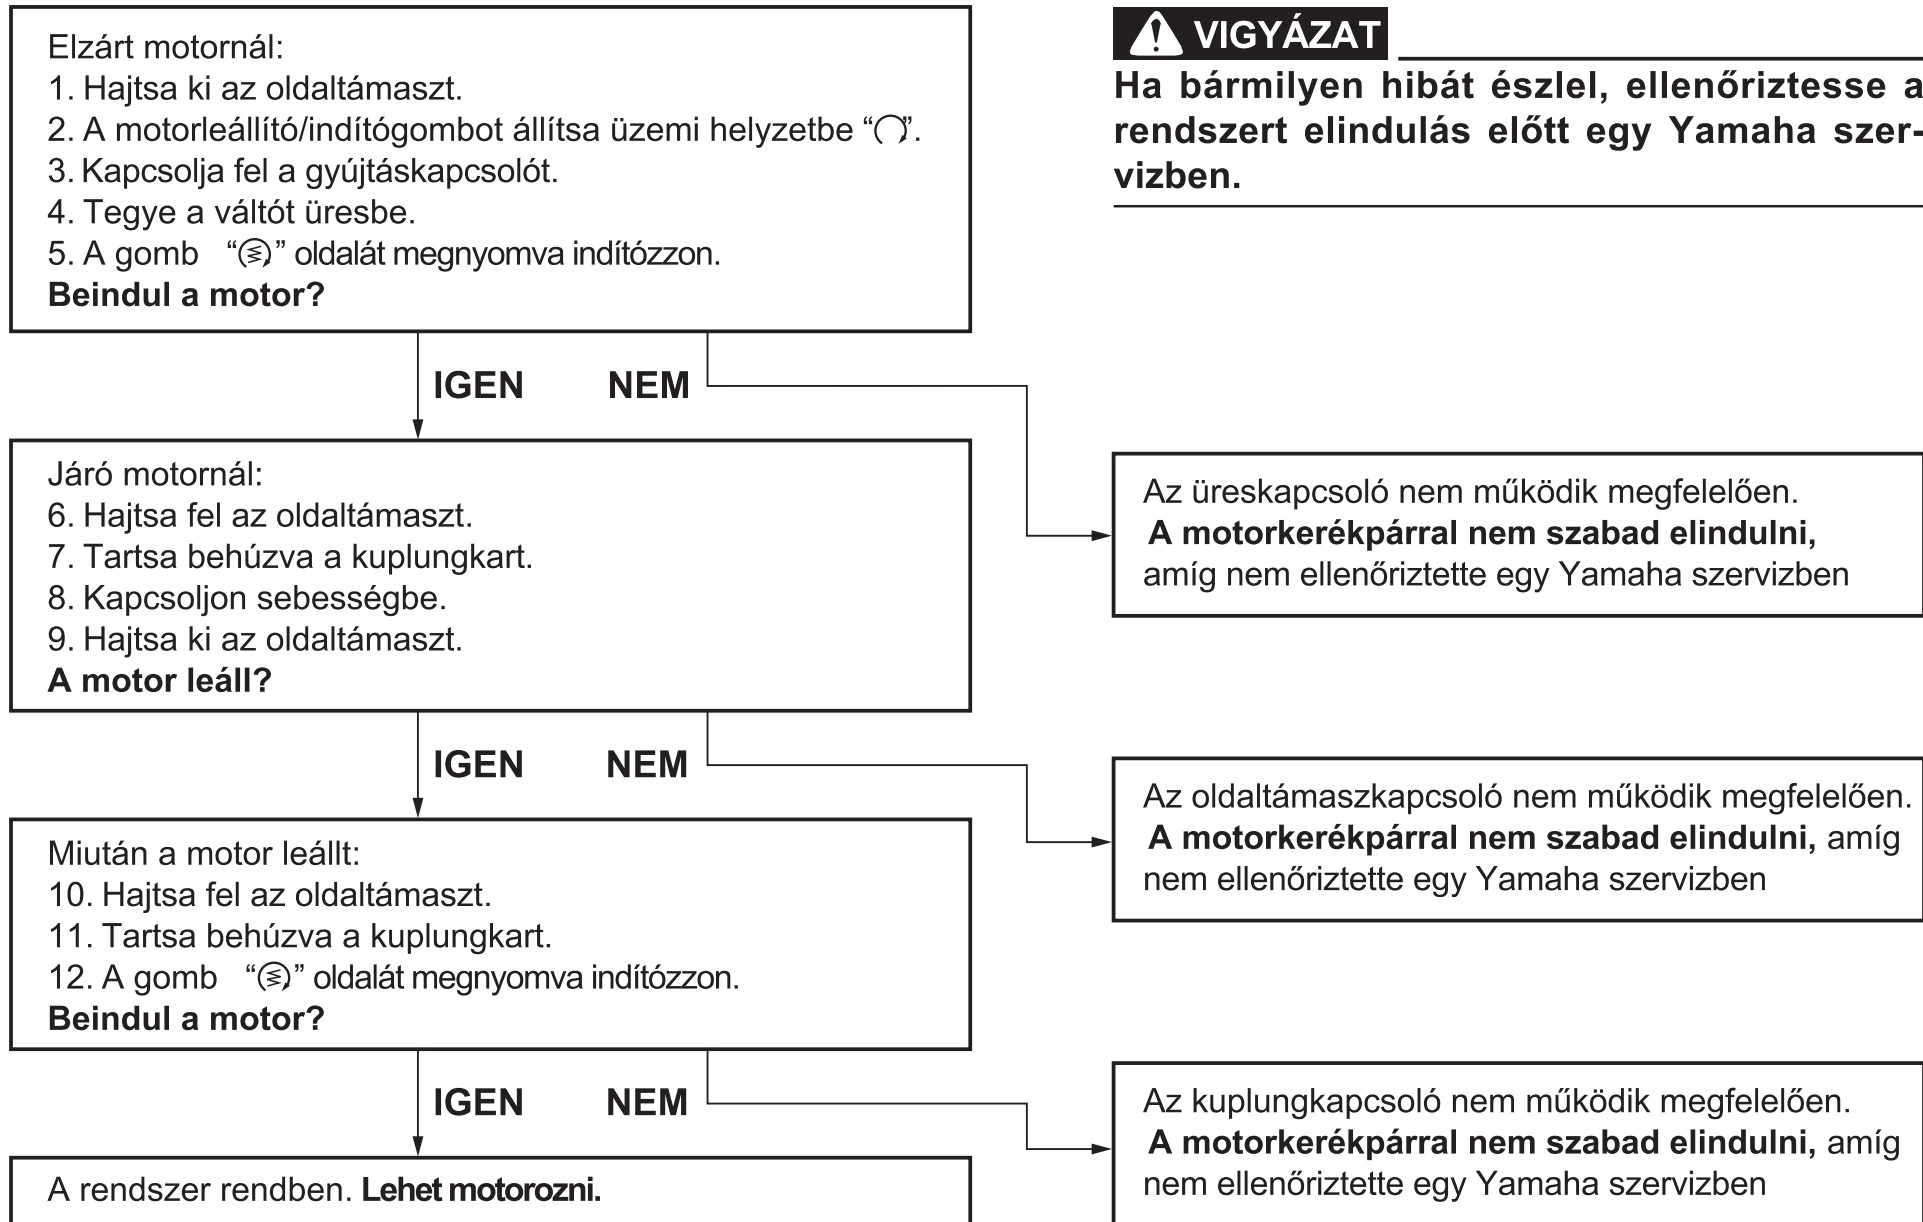 Elzárt motornál:
1. Hajtsa ki az oldaltámaszt.
2. A motorleállító/indítógombot állítsa üzemi helyzetbe “”.
3. Kapcsolja fel a gyújtáskapcsolót.
4. Tegye a váltót üresbe.
5. A gomb “” oldalát megnyomva indítózzon.
Beindul a motor?
VIGYÁZAT
Ha bármilyen hibát észlel, ellenőriztesse a
rendszert elindulás előtt egy Yamaha szer-
vizben.
IGEN NEM
Járó motornál:
6. Hajtsa fel az oldaltámaszt.
7. Tartsa behúzva a kuplungkart.
8. Kapcsoljon sebességbe.
9. Hajtsa ki az oldaltámaszt.
A motor leáll?
Az üreskapcsoló nem működik megfelelően.
A motorkerékpárral nem szabad elindulni,
amíg nem ellenőriztette egy Yamaha szervizben
IGEN NEM
Miután a motor leállt:
10. Hajtsa fel az oldaltámaszt.
11. Tartsa behúzva a kuplungkart.
12. A gomb “” oldalát megnyomva indítózzon.
Beindul a motor?
Az oldaltámaszkapcsoló nem működik megfelelően.
A motorkerékpárral nem szabad elindulni, amíg
nem ellenőriztette egy Yamaha szervizben
IGEN NEM
A rendszer rendben. Lehet motorozni.
Az kuplungkapcsoló nem működik megfelelően.
A motorkerékpárral nem szabad elindulni, amíg
nem ellenőriztette egy Yamaha szervizben